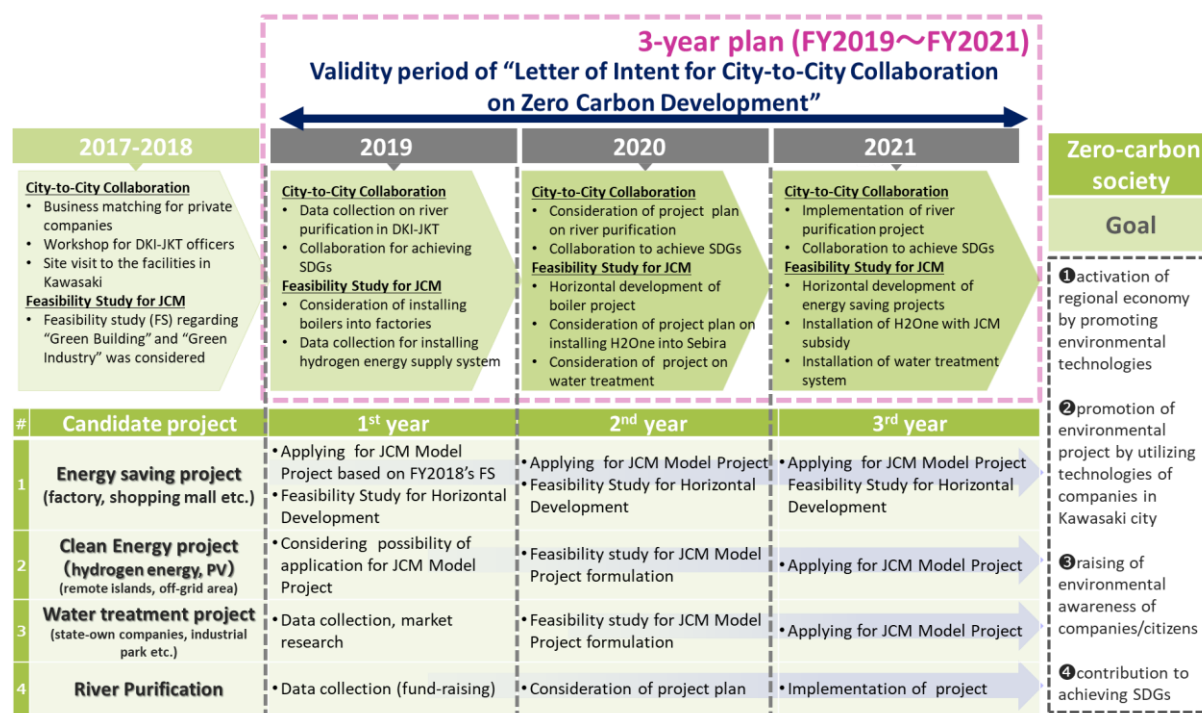 3-year plan (FY2019～FY2021)
Validity period of “Letter of Intent for City-to-City Collaboration
on Zero Carbon Development”
2017-2018
City-to-City Collaboration
• Business matching for private
companies
• Workshop for DKI-JKT officers
• Site visit to the facilities in
Kawasaki
Feasibility Study for JCM
• Feasibility study (FS) regarding
“Green Building” and “Green
Industry” was considered
2019
City-to-City Collaboration
• Data collection on river
purification in DKI-JKT
• Collaboration for achieving
SDGs
Feasibility Study for JCM
• Consideration of installing
boilers into factories
• Data collection for installing
hydrogen energy supply system
2020
City-to-City Collaboration
• Consideration of project plan
on river purification
• Collaboration to achieve SDGs
Feasibility Study for JCM
• Horizontal development of
boiler project
• Consideration of project plan on
installing H2One into Sebira
• Consideration of project on
water treatment
2021
City-to-City Collaboration
• Implementation of river
purification project
• Collaboration to achieve SDGs
Feasibility Study for JCM
• Horizontal development of
energy saving projects
• Installation of H2One with JCM
subsidy
• Installation of water treatment
system
Zero-carbon
society
Goal
❶activation of
regional economy
by promoting
environmental
technologies
❷promotion of
environmental
project by utilizing
technologies of
companies in
Kawasaki city
❸raising of
environmental
awareness of
companies/citizens
❹contribution to
achieving SDGs
# Candidate project 1st year 2nd year 3rd year
1
Energy saving project
(factory, shopping mall etc.)
•Applying for JCM Model
Project based on FY2018’s FS
•Feasibility Study for Horizontal
Development
•Applying for JCM Model Project
•Feasibility Study for Horizontal
Development
•Applying for JCM Model Project
Feasibility Study for Horizontal
Development
2
Clean Energy project
（hydrogen energy, PV）
(remote islands, off-grid area)
•Considering possibility of
application for JCM Model
Project
•Feasibility study for JCM Model
Project formulation
•Applying for JCM Model Project
3
Water treatment project
(state-own companies, industrial
park etc.)
•Data collection, market
research
•Feasibility study for JCM Model
Project formulation
•Applying for JCM Model Project
4
River Purification
•Data collection (fund-raising)
•Consideration of project plan
•Implementation of project